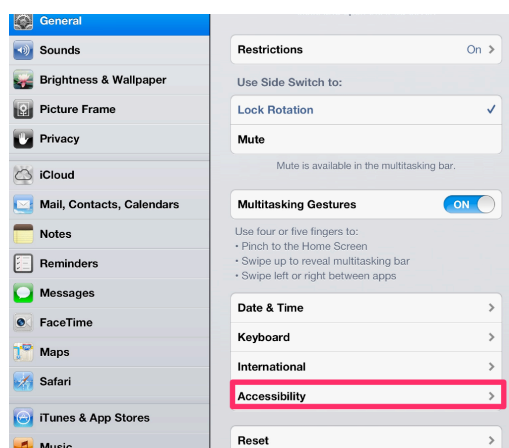 General
Sounds
Brightness & Wallpaper
Picture Frame
Privacy
iCloud
Mail, Contacts, Calendars
Notes
Reminders
Messages
FaceTime
Maps
Safari
iTunes & App Stores
Music
Restrictions On
Use Side Switch to:
Lock Rotation
Mute
Mute is available in the multitasking bar.
Multitasking Gestures ON
Use four or five fingers to:
• Pinch to the Home Screen
• Swipe up to reveal multitasking bar
• Swipe left or right between apps
Date & Time
Keyboard
International
Accessibility
Reset